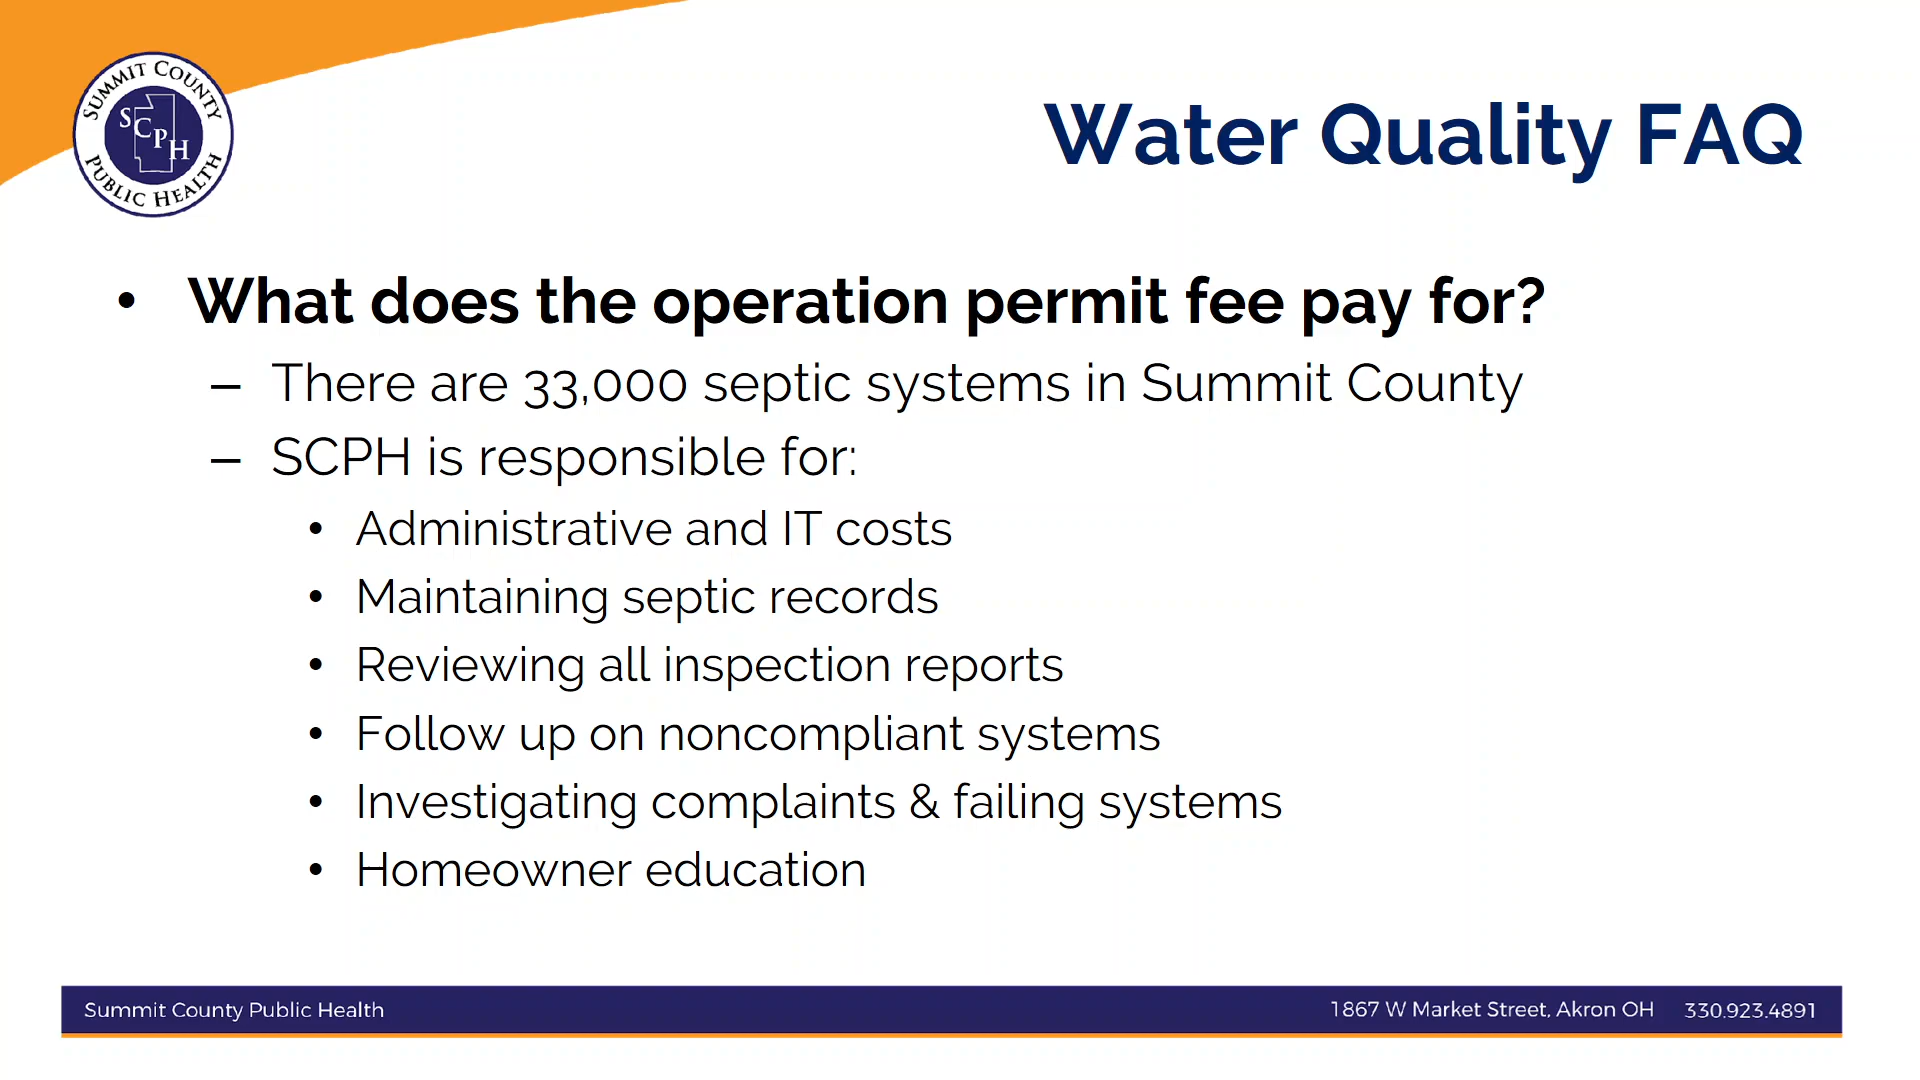 SUMMIT COUNTY
SCPH
PUBLIC HEALTH
Water Quality FAQ
• What does the operation permit fee pay for?
– There are 33,000 septic systems in Summit County
– SCPH is responsible for:
• Administrative and IT costs
• Maintaining septic records
• Reviewing all inspection reports
• Follow up on noncompliant systems
• Investigating complaints & failing systems
• Homeowner education
Summit County Public Health 1867 W Market Street, Akron OH 330.923.4891